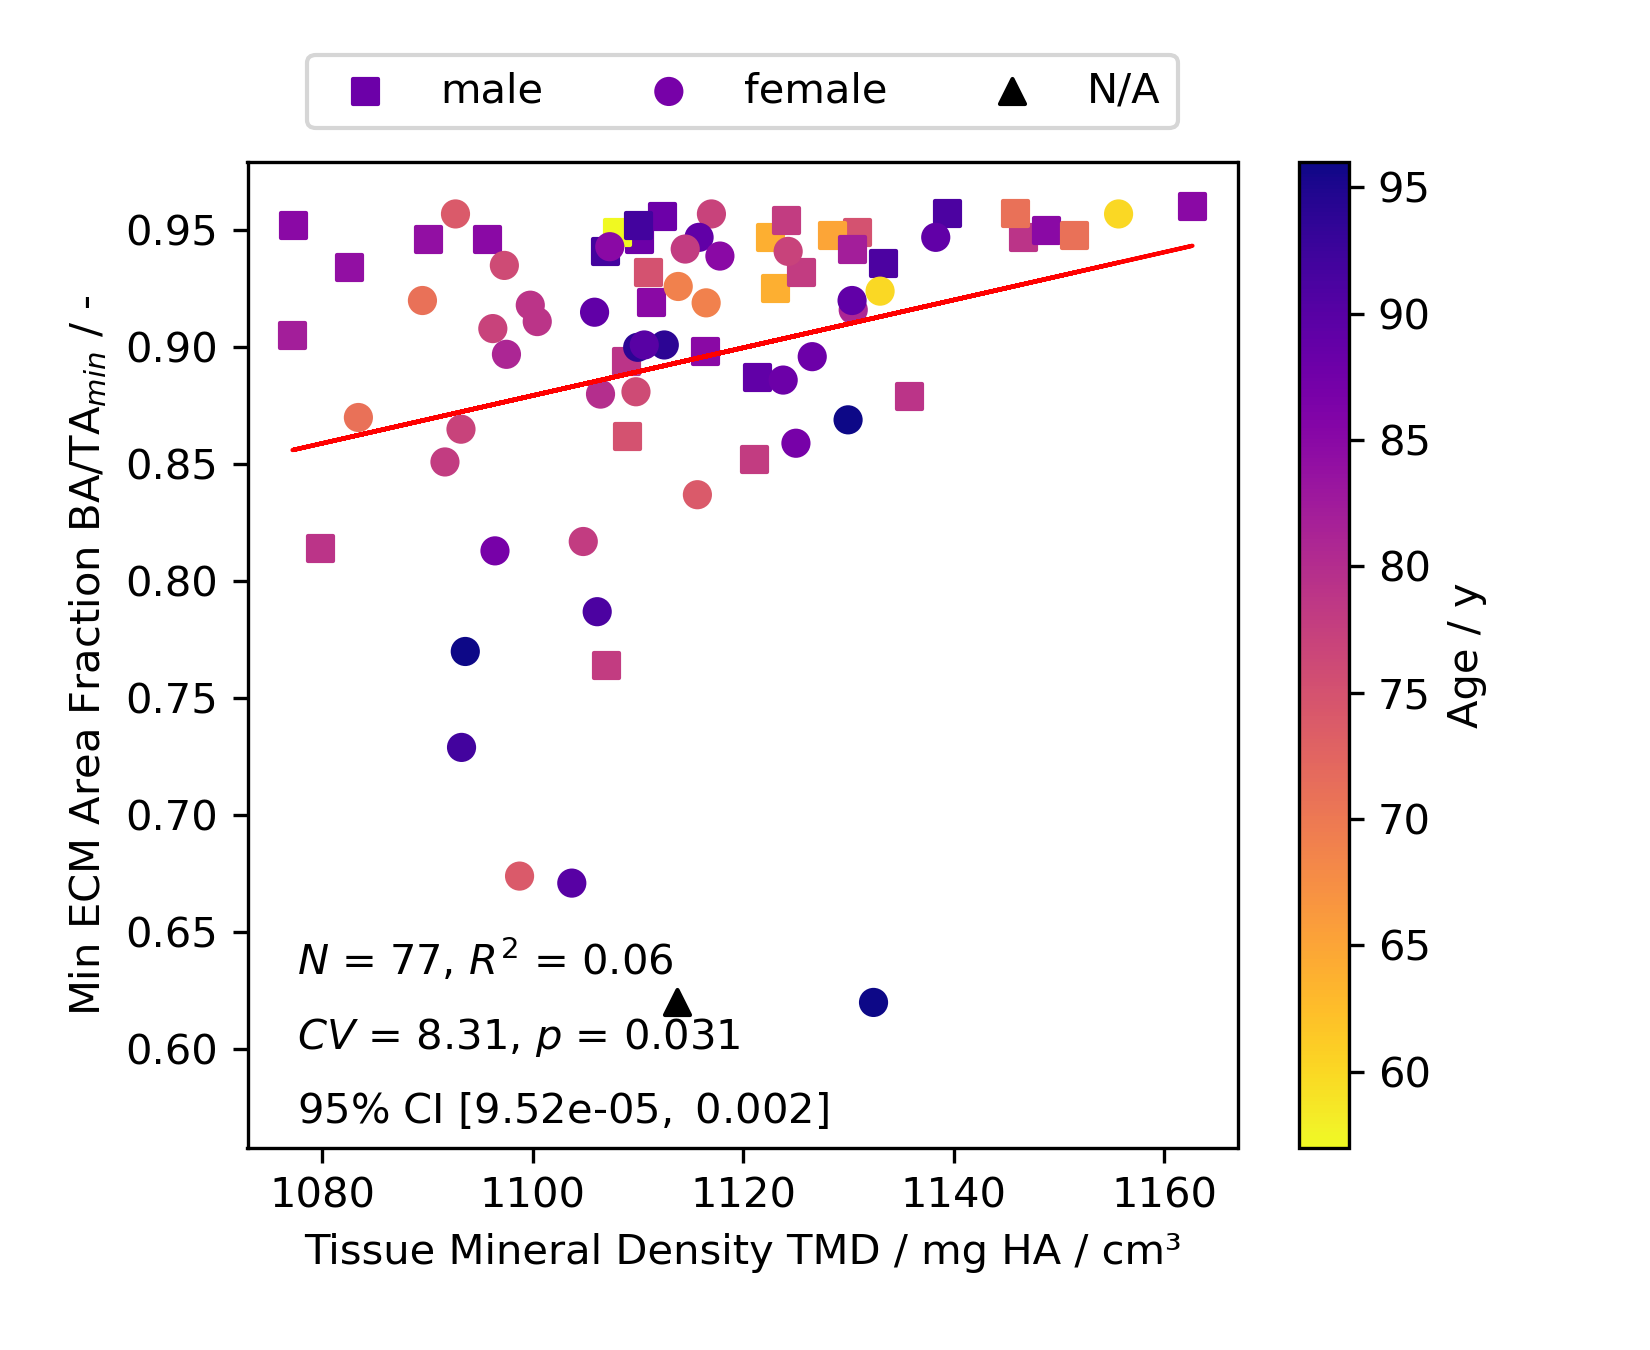 male female N/A
0.95
0.90
0.85
0.80
0.75
0.70
0.65
0.60
Min ECM Area Fraction BA/TA_min / -
N = 77, R² = 0.06
CV = 8.31, p = 0.031
95% CI [9.52e-05, 0.002]
1080 1100 1120 1140 1160
Tissue Mineral Density TMD / mg HA / cm³
95
90
85
80
75
70
65
60
Age / y